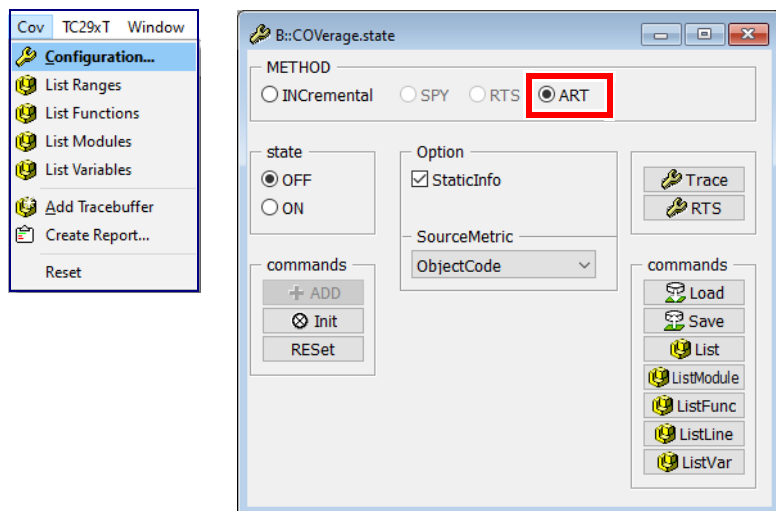 Cov TC29xT Window
Configuration...
List Ranges
List Functions
List Modules
List Variables
Add Tracebuffer
Create Report...
Reset
B::COVerage.state
METHOD
INCremental SPY RTS ART
state
OFF
ON
Option
StaticInfo
SourceMetric
ObjectCode
Trace
RTS
commands
ADD
Init
RESet
commands
Load
Save
List
ListModule
ListFunc
ListLine
ListVar